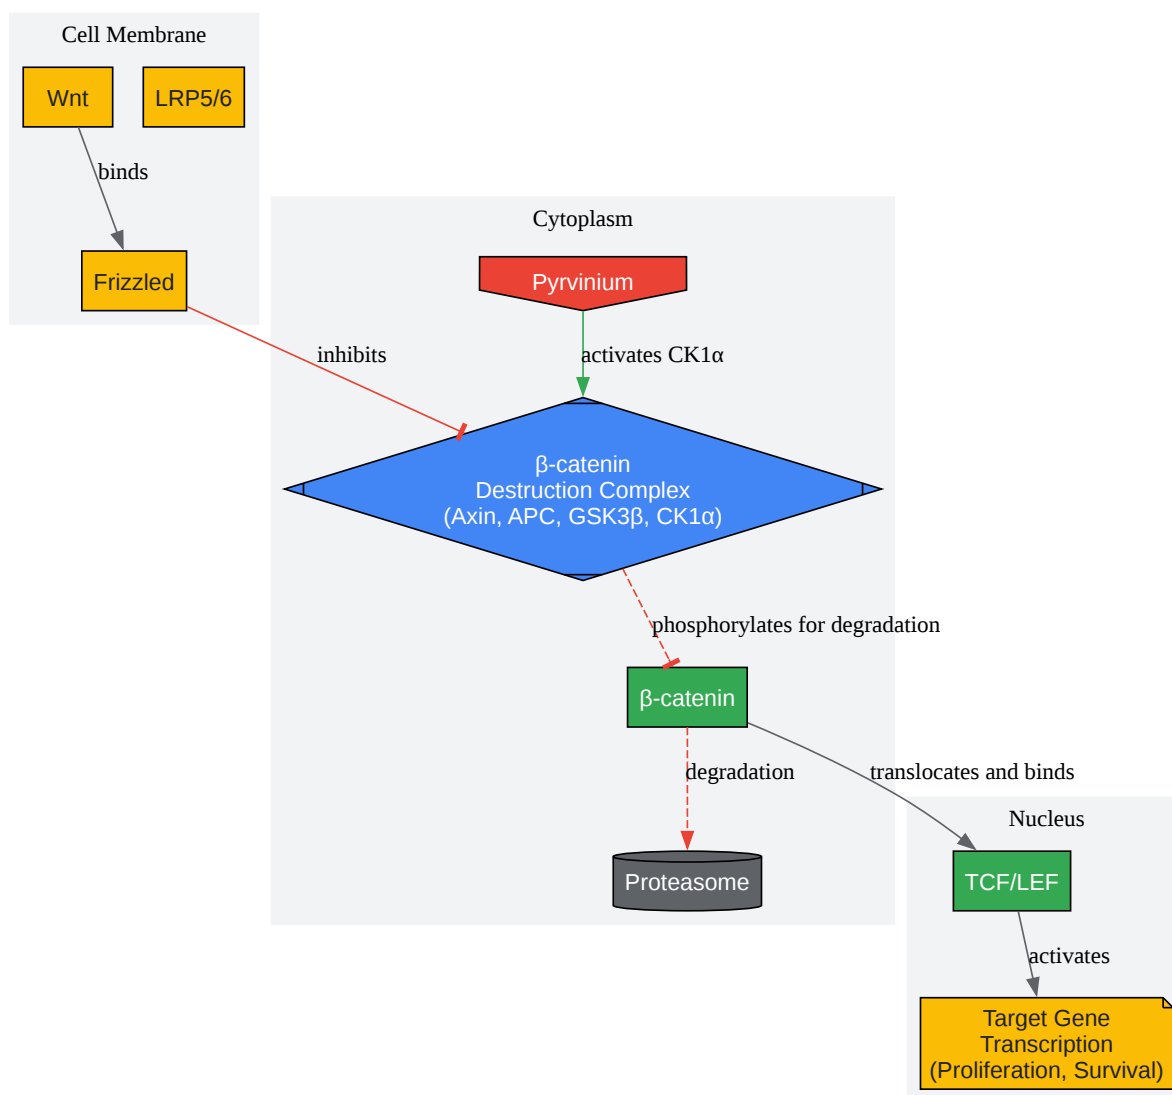 Cell Membrane
Wnt
LRP5/6
binds
Frizzled
Cytoplasm
Pyrvinium
inhibits
activates CK1α
β-catenin
Destruction Complex
(Axin, APC, GSK3β, CK1α)
phosphorylates for degradation
β-catenin
degradation
translocates and binds
Proteasome
Nucleus
TCF/LEF
activates
Target Gene
Transcription
(Proliferation, Survival)